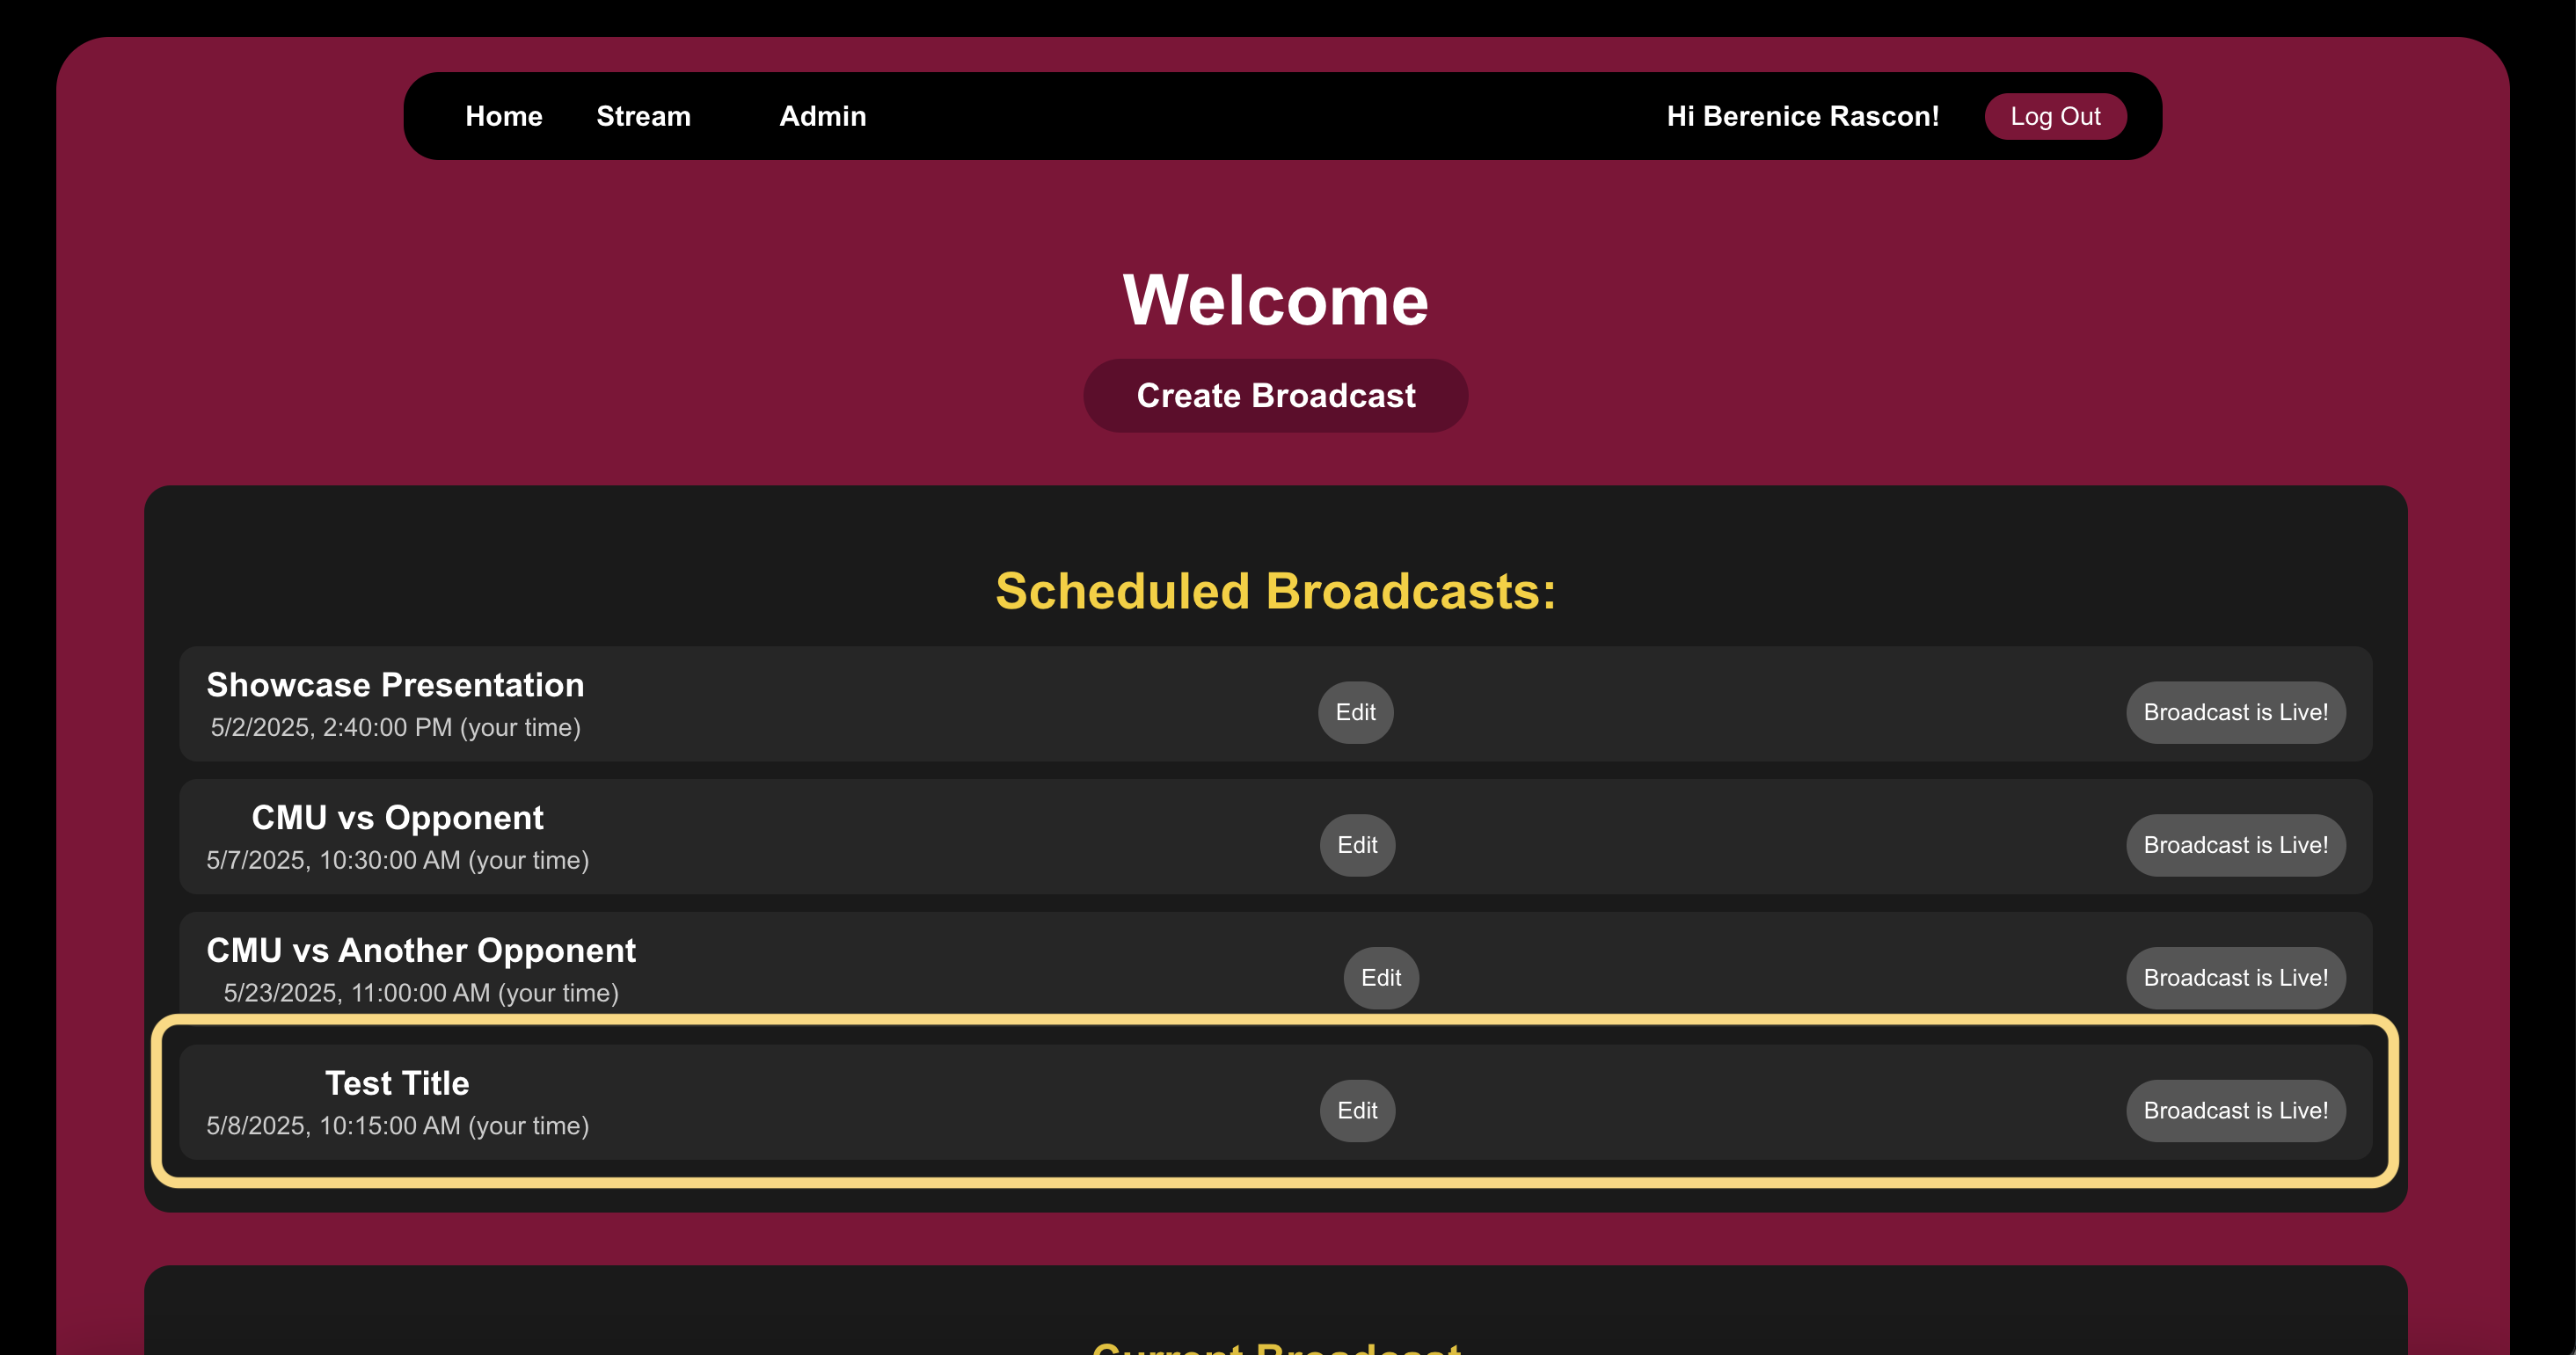 Home Stream Admin Hi Berenice Rascon! Log Out
Welcome
Create Broadcast
Scheduled Broadcasts:
Showcase Presentation
5/2/2025, 2:40:00 PM (your time)
Edit
Broadcast is Live!
CMU vs Opponent
5/7/2025, 10:30:00 AM (your time)
Edit
Broadcast is Live!
CMU vs Another Opponent
5/23/2025, 11:00:00 AM (your time)
Edit
Broadcast is Live!
Test Title
5/8/2025, 10:15:00 AM (your time)
Edit
Broadcast is Live!
Current Broadcast